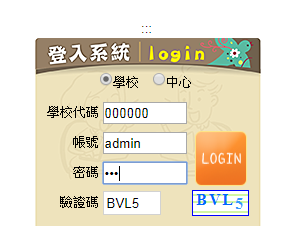 :::
登入系統 login
學校 中心
學校代碼 000000
帳號 admin
密碼 •••
LOGIN
驗證碼 BVL5 BVL5